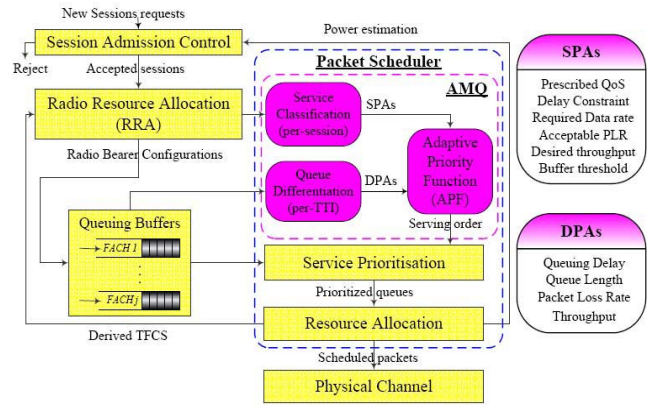 New Sessions requests
Power estimation
Session Admission Control
Reject
Accepted sessions
Radio Resource Allocation
(RRA)
Radio Bearer Configurations
Packet Scheduler
AMQ
Service
Classification
(per-session)
SPAs
Queue
Differentiation
(per-TTI)
DPAs
Adaptive
Priority
Function
(APF)
Serving order
Queuing Buffers
FACH 1
FACHj
Service Prioritisation
Prioritized queues
Resource Allocation
Derived TFCS
Scheduled packets
Physical Channel
SPAs
Prescribed QoS
Delay Constraint
Required Data rate
Acceptable PLR
Desired throughput
Buffer threshold
DPAs
Queuing Delay
Queue Length
Packet Loss Rate
Throughput